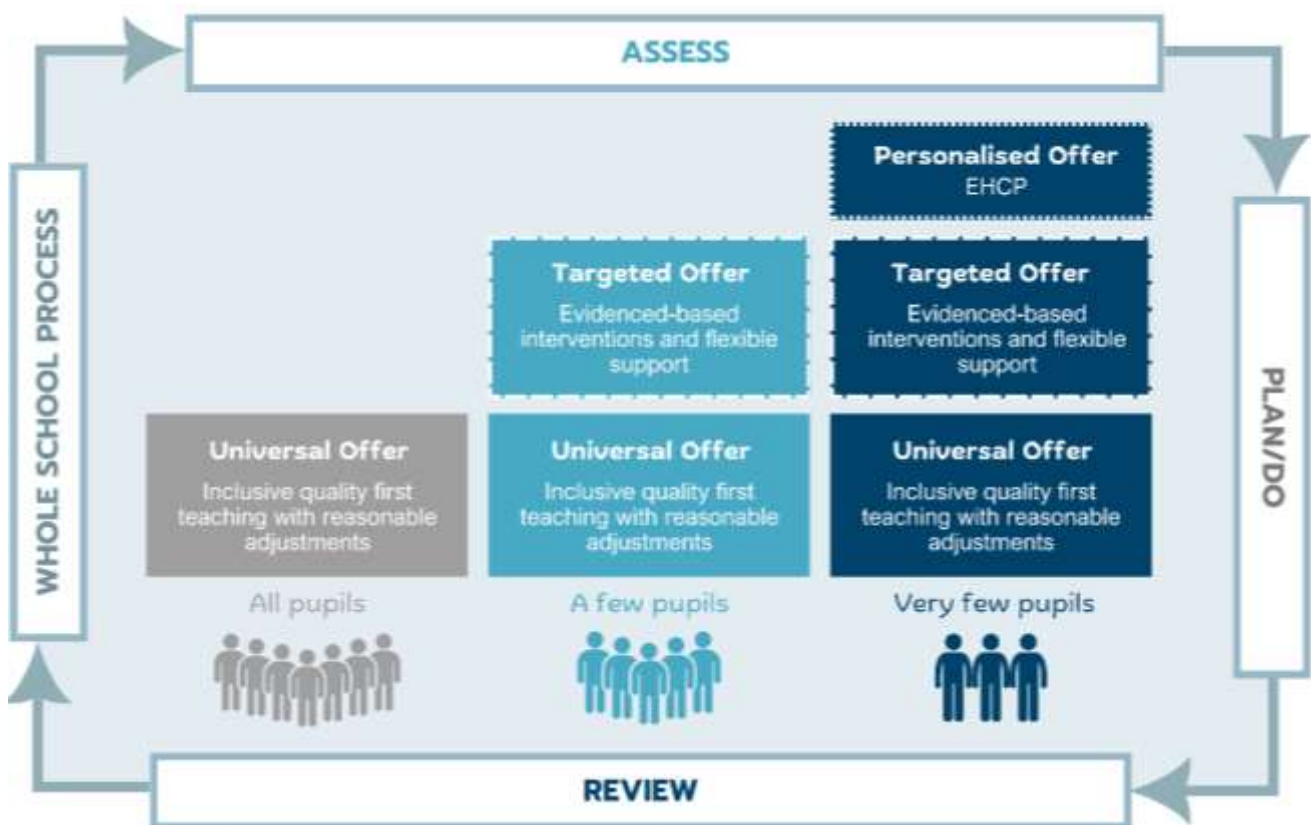 ASSESS
WHOLE SCHOOL PROCESS
PLAN/DO
Personalised Offer
EHCP
Targeted Offer
Evidenced-based
interventions and flexible
support
Targeted Offer
Evidenced-based
interventions and flexible
support
Universal Offer
Inclusive quality first
teaching with reasonable
adjustments
Universal Offer
Inclusive quality first
teaching with reasonable
adjustments
Universal Offer
Inclusive quality first
teaching with reasonable
adjustments
All pupils
A few pupils
Very few pupils
REVIEW